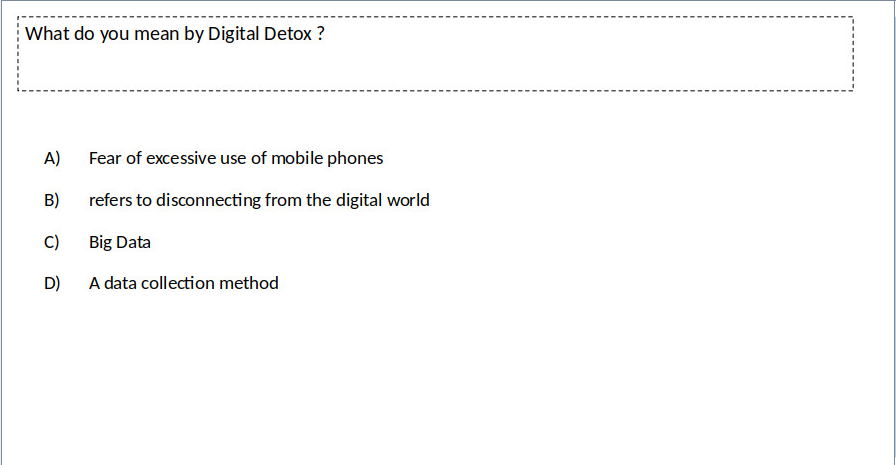 What do you mean by Digital Detox ?
A) Fear of excessive use of mobile phones
B) refers to disconnecting from the digital world
C) Big Data
D) A data collection method